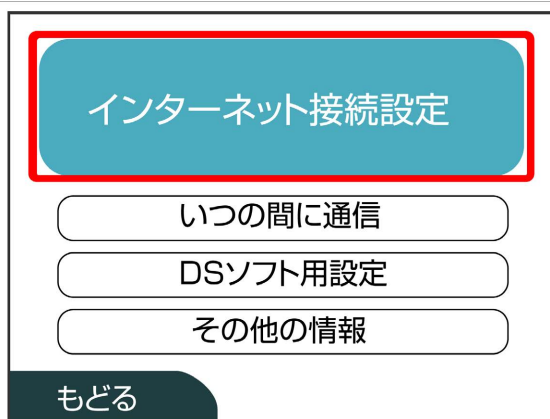 インターネット接続設定
いつの間に通信
DSソフト用設定
その他の情報
もどる